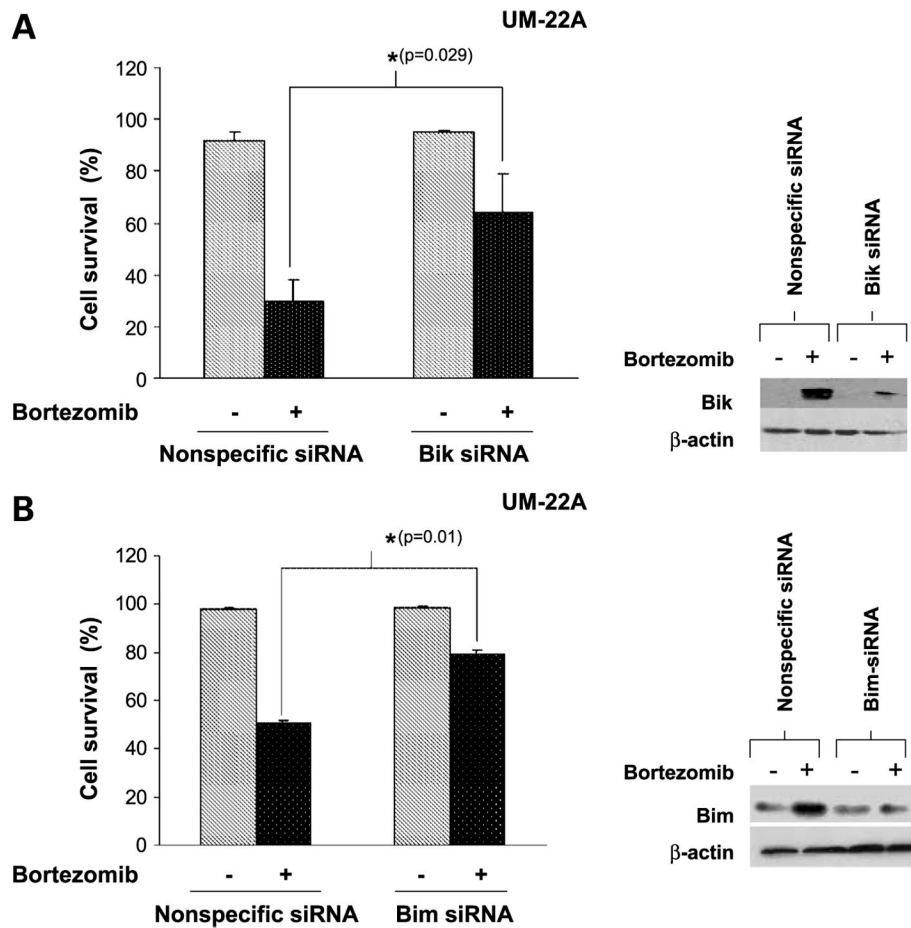 A
UM-22A
*(p=0.029)
Cell survival (%)
120
100
80
60
40
20
0
Bortezomib - + - +
Nonspecific siRNA Bik siRNA
Nonspecific siRNA
Bik siRNA
Bortezomib - + - +
Bik
β-actin
B
UM-22A
*(p=0.01)
Cell survival (%)
120
100
80
60
40
20
0
Bortezomib - + - +
Nonspecific siRNA Bim siRNA
Nonspecific siRNA
Bim-siRNA
Bortezomib - + - +
Bim
β-actin